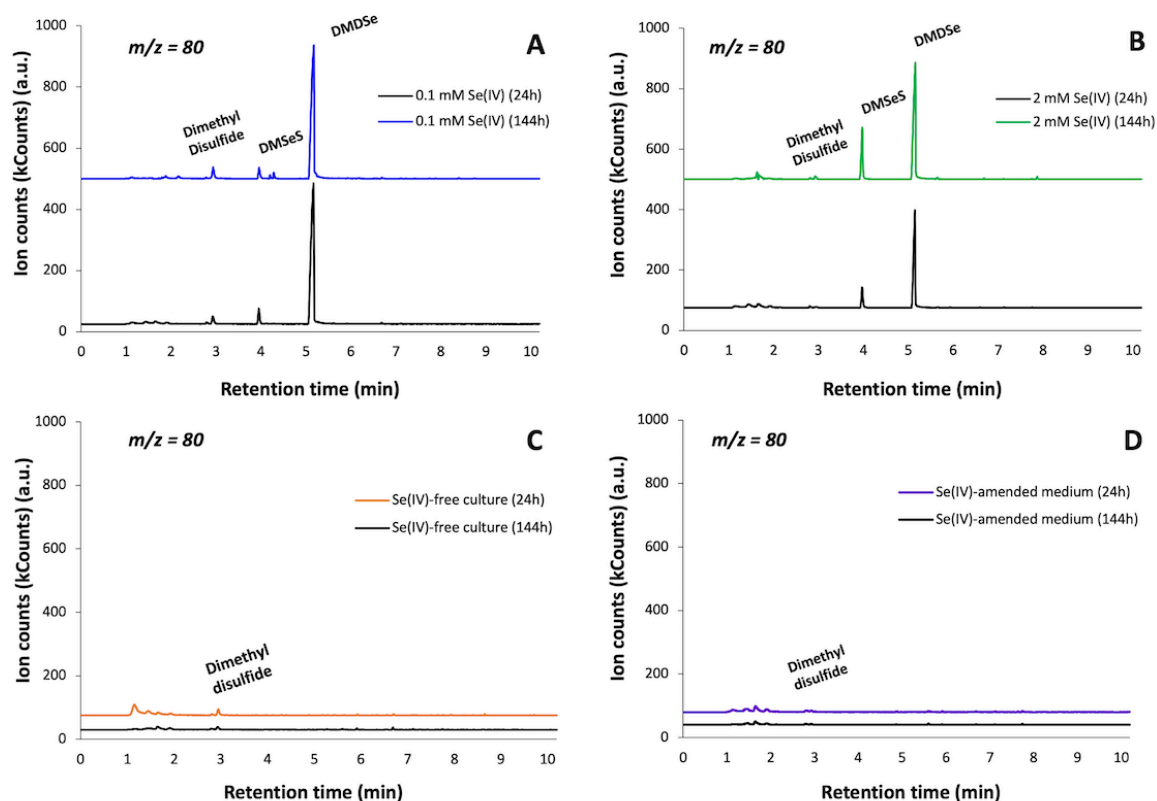 1000
800
600
400
200
0
Ion counts (kCounts) (a.u.)
m/z = 80
A
DMDSe
0.1 mM Se(IV) (24h)
0.1 mM Se(IV) (144h)
Dimethyl
Disulfide
DMSeS
0 1 2 3 4 5 6 7 8 9 10
Retention time (min)
1000
800
600
400
200
0
Ion counts (kCounts) (a.u.)
m/z = 80
B
DMDSe
2 mM Se(IV) (24h)
2 mM Se(IV) (144h)
DMSeS
Dimethyl
Disulfide
0 1 2 3 4 5 6 7 8 9 10
Retention time (min)
1000
800
600
400
200
0
Ion counts (kCounts) (a.u.)
m/z = 80
C
Se(IV)-free culture (24h)
Se(IV)-free culture (144h)
Dimethyl
disulfide
0 1 2 3 4 5 6 7 8 9 10
Retention time (min)
1000
800
600
400
200
0
Ion counts (kCounts) (a.u.)
m/z = 80
D
Se(IV)-amended medium (24h)
Se(IV)-amended medium (144h)
Dimethyl
disulfide
0 1 2 3 4 5 6 7 8 9 10
Retention time (min)